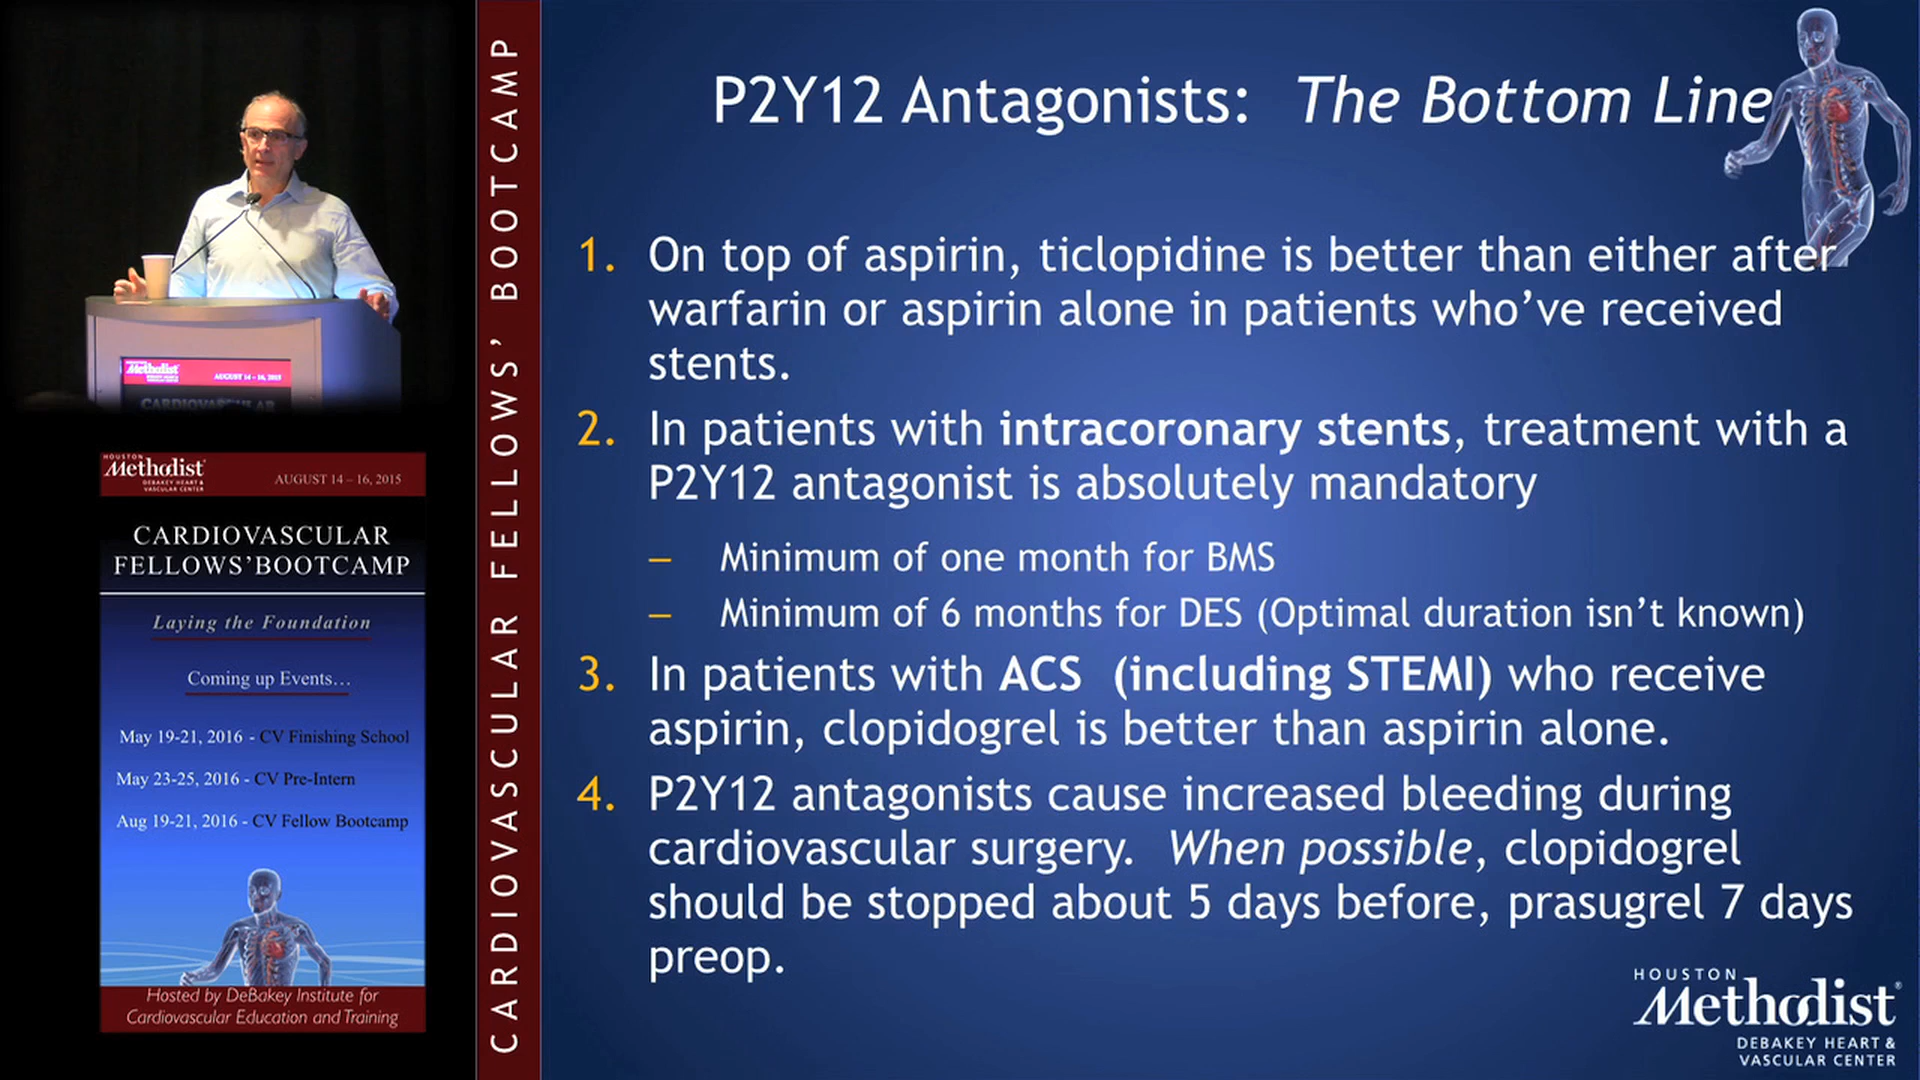 Methodist
AUGUST 14 – 16, 2015
CARDIOVASCULAR
HOUSTON
Methodist
DEBAKEY HEART &
VASCULAR CENTER
AUGUST 14 – 16, 2015
CARDIOVASCULAR
FELLOWS'BOOTCAMP
Laying the Foundation
Coming up Events…
May 19-21, 2016 - CV Finishing School
May 23-25, 2016 - CV Pre-Intern
Aug 19-21, 2016 - CV Fellow Bootcamp
Hosted by DeBakey Institute for
Cardiovascular Education and Training
CARDIOVASCULAR FELLOWS' BOOTCAMP
P2Y12 Antagonists: The Bottom Line
1. On top of aspirin, ticlopidine is better than either after
warfarin or aspirin alone in patients who've received
stents.
2. In patients with intracoronary stents, treatment with a
P2Y12 antagonist is absolutely mandatory
– Minimum of one month for BMS
– Minimum of 6 months for DES (Optimal duration isn't known)
3. In patients with ACS (including STEMI) who receive
aspirin, clopidogrel is better than aspirin alone.
4. P2Y12 antagonists cause increased bleeding during
cardiovascular surgery. When possible, clopidogrel
should be stopped about 5 days before, prasugrel 7 days
preop.
HOUSTON
Methodist®
DEBAKEY HEART &
VASCULAR CENTER